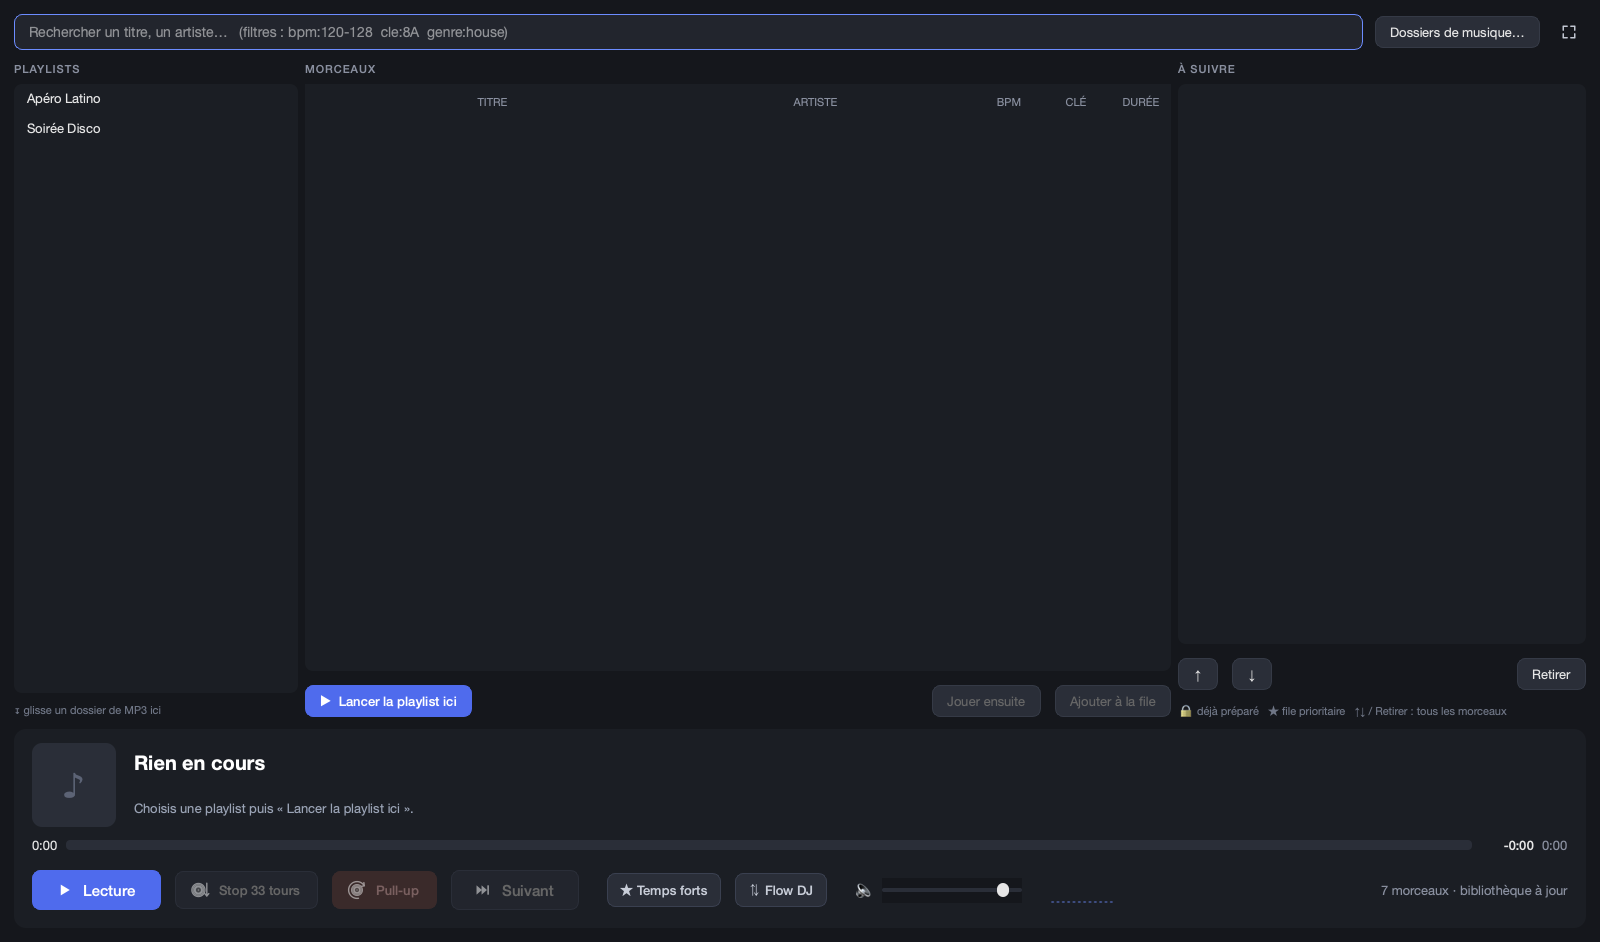 Rechercher un titre, un artiste… (filtres : bpm:120-128 cle:8A genre:house)
Dossiers de musique…
PLAYLISTS
MORCEAUX
À SUIVRE
Apéro Latino
Soirée Disco
TITRE
ARTISTE
BPM
CLÉ
DURÉE
↑
↓
Retirer
Lancer la playlist ici
Jouer ensuite
Ajouter à la file
↧ glisse un dossier de MP3 ici
🔒 déjà préparé ★ file prioritaire ↑↓ / Retirer : tous les morceaux
Rien en cours
Choisis une playlist puis « Lancer la playlist ici ».
0:00
-0:00 0:00
Lecture
Stop 33 tours
Pull-up
Suivant
★ Temps forts
⇅ Flow DJ
7 morceaux · bibliothèque à jour